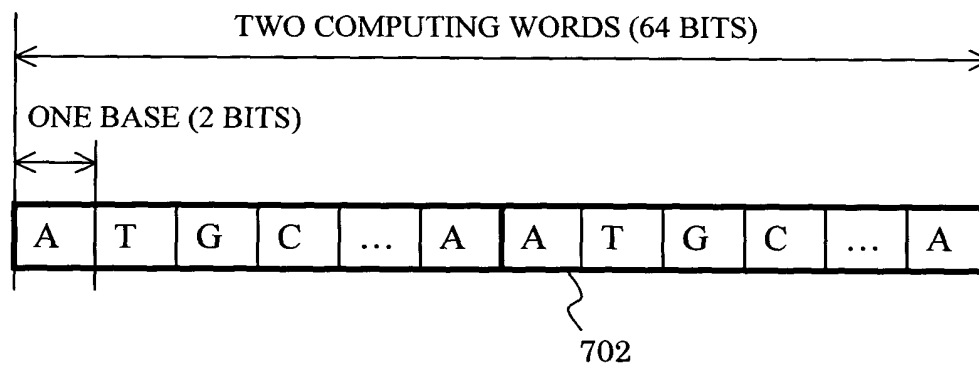 TWO COMPUTING WORDS (64 BITS)
ONE BASE (2 BITS)
A T G C ... A A T G C ... A
702